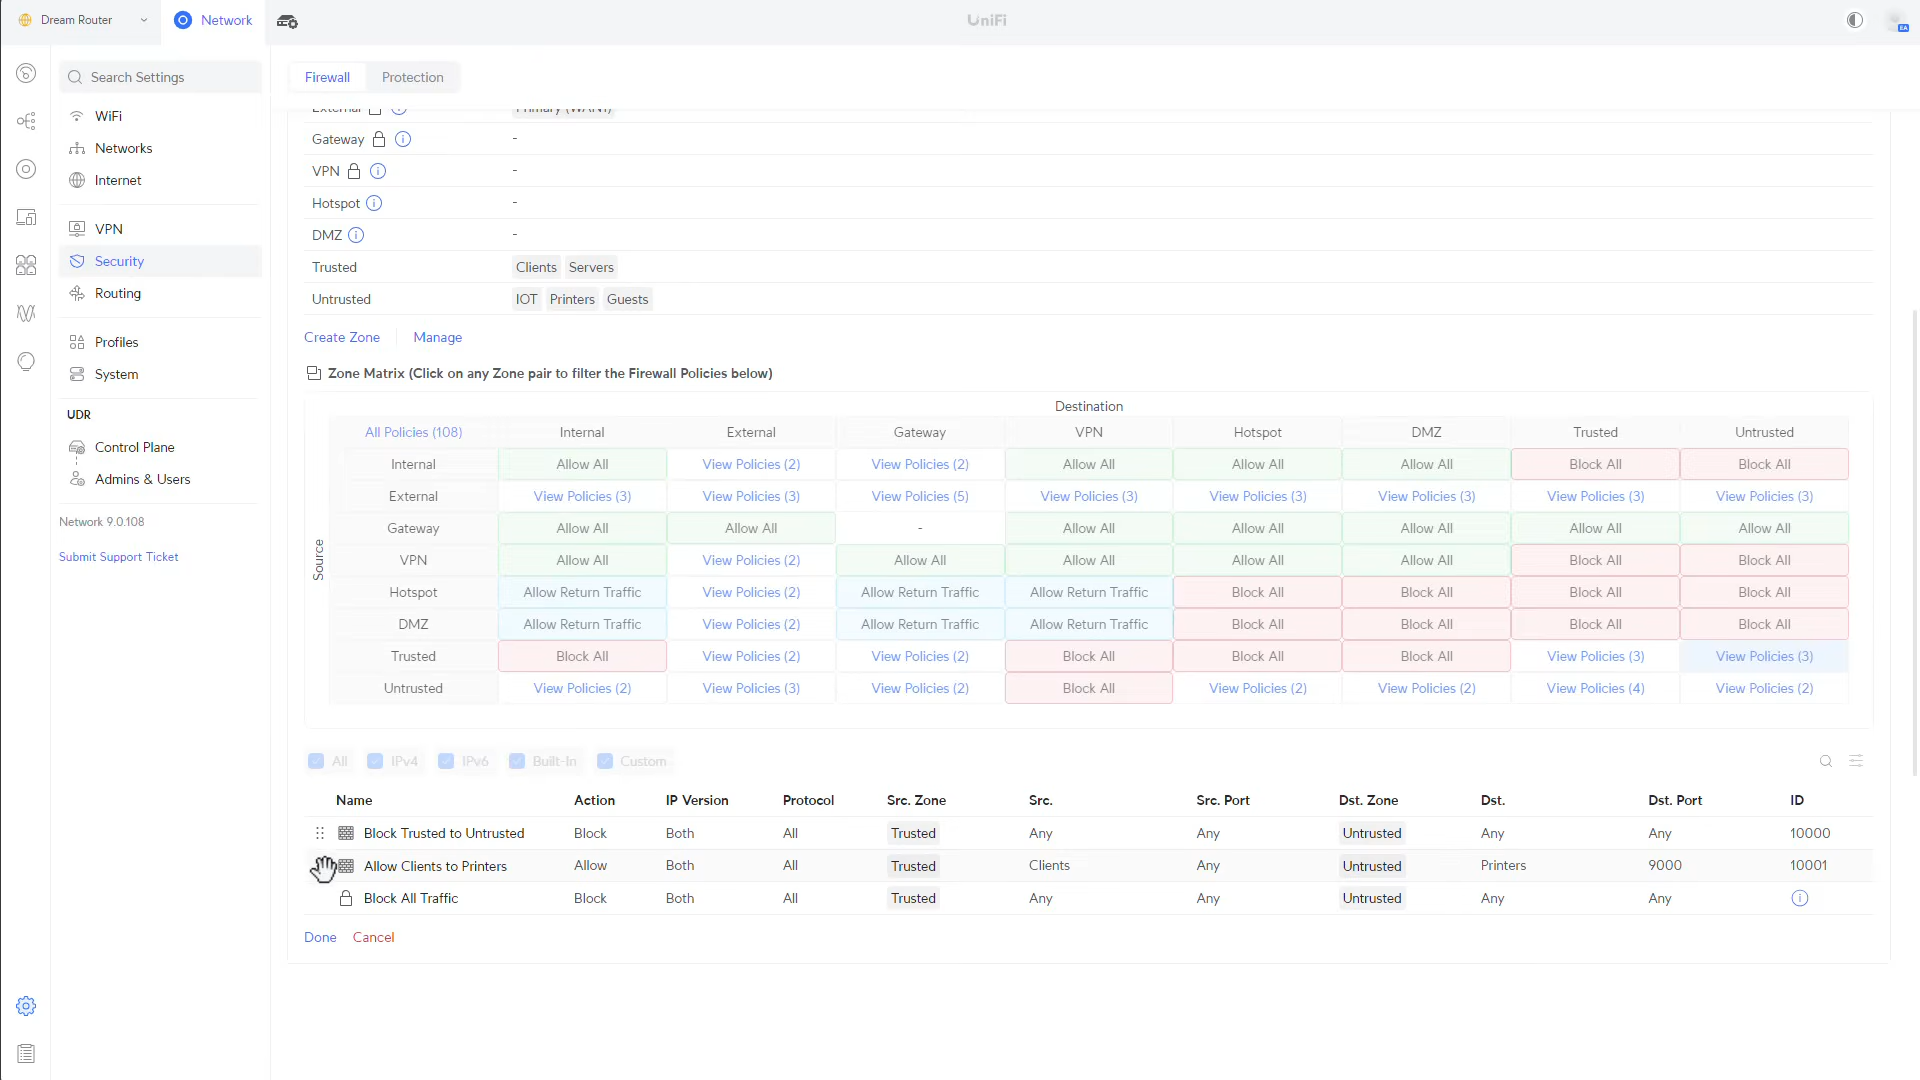 Dream Router
Network
UniFi
EA
Search Settings
WiFi
Networks
Internet
VPN
Security
Routing
Profiles
System
UDR
Control Plane
Admins & Users
Network 9.0.108
Submit Support Ticket
Firewall Protection
External Primary (WAN1)
Gateway -
VPN -
Hotspot -
DMZ -
Trusted Clients Servers
Untrusted IOT Printers Guests
Create Zone Manage
Zone Matrix (Click on any Zone pair to filter the Firewall Policies below)
Destination
Source
All Policies (108) Internal External Gateway VPN Hotspot DMZ Trusted Untrusted
Internal Allow All View Policies (2) View Policies (2) Allow All Allow All Allow All Block All Block All
External View Policies (3) View Policies (3) View Policies (5) View Policies (3) View Policies (3) View Policies (3) View Policies (3) View Policies (3)
Gateway Allow All Allow All - Allow All Allow All Allow All Allow All Allow All
VPN Allow All View Policies (2) Allow All Allow All Allow All Allow All Block All Block All
Hotspot Allow Return Traffic View Policies (2) Allow Return Traffic Allow Return Traffic Block All Block All Block All Block All
DMZ Allow Return Traffic View Policies (2) Allow Return Traffic Allow Return Traffic Block All Block All Block All Block All
Trusted Block All View Policies (2) View Policies (2) Block All Block All Block All View Policies (3) View Policies (3)
Untrusted View Policies (2) View Policies (3) View Policies (2) Block All View Policies (2) View Policies (2) View Policies (4) View Policies (2)
All IPv4 IPv6 Built-In Custom
Name Action IP Version Protocol Src. Zone Src. Src. Port Dst. Zone Dst. Dst. Port ID
Block Trusted to Untrusted Block Both All Trusted Any Any Untrusted Any Any 10000
Allow Clients to Printers Allow Both All Trusted Clients Any Untrusted Printers 9000 10001
Block All Traffic Block Both All Trusted Any Any Untrusted Any Any
Done Cancel